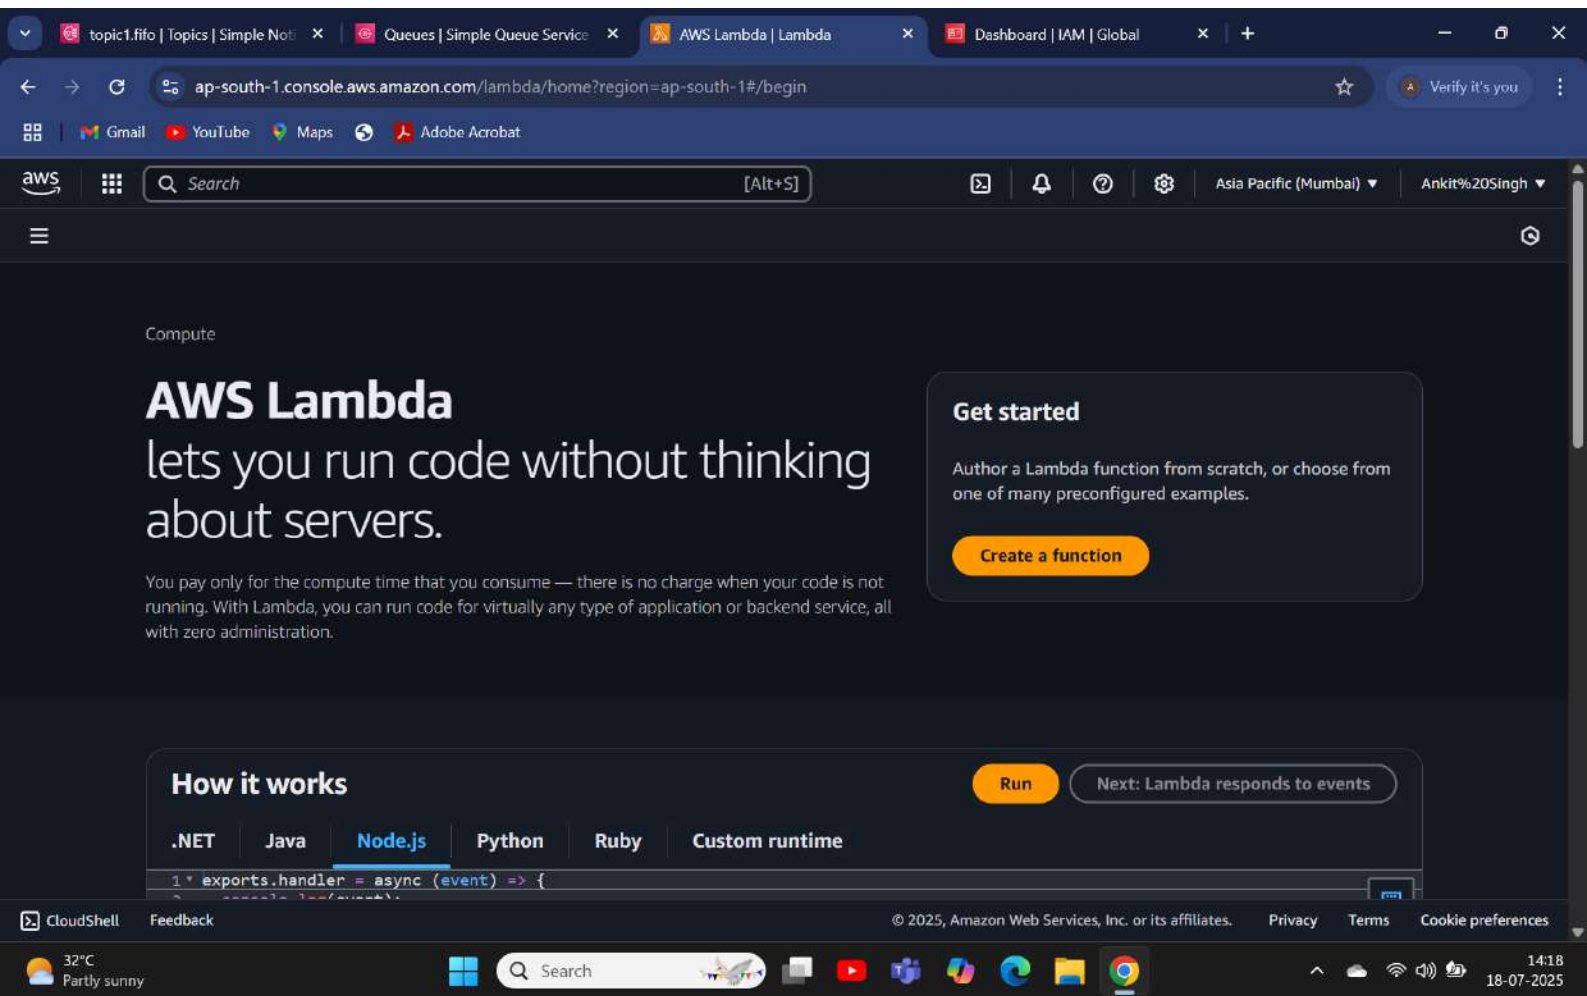 topic1.fifo | Topics | Simple Noti
Queues | Simple Queue Service
AWS Lambda | Lambda
Dashboard | IAM | Global
ap-south-1.console.aws.amazon.com/lambda/home?region=ap-south-1#/begin
Verify it's you
Gmail
YouTube
Maps
Adobe Acrobat
aws
Search
[Alt+S]
Asia Pacific (Mumbai)
Ankit%20Singh
Compute
AWS Lambda
lets you run code without thinking
about servers.
You pay only for the compute time that you consume — there is no charge when your code is not
running. With Lambda, you can run code for virtually any type of application or backend service, all
with zero administration.
Get started
Author a Lambda function from scratch, or choose from
one of many preconfigured examples.
Create a function
How it works
Run
Next: Lambda responds to events
.NET
Java
Node.js
Python
Ruby
Custom runtime
1 exports.handler = async (event) => {
CloudShell
Feedback
© 2025, Amazon Web Services, Inc. or its affiliates.
Privacy
Terms
Cookie preferences
32°C
Partly sunny
Search
14:18
18-07-2025